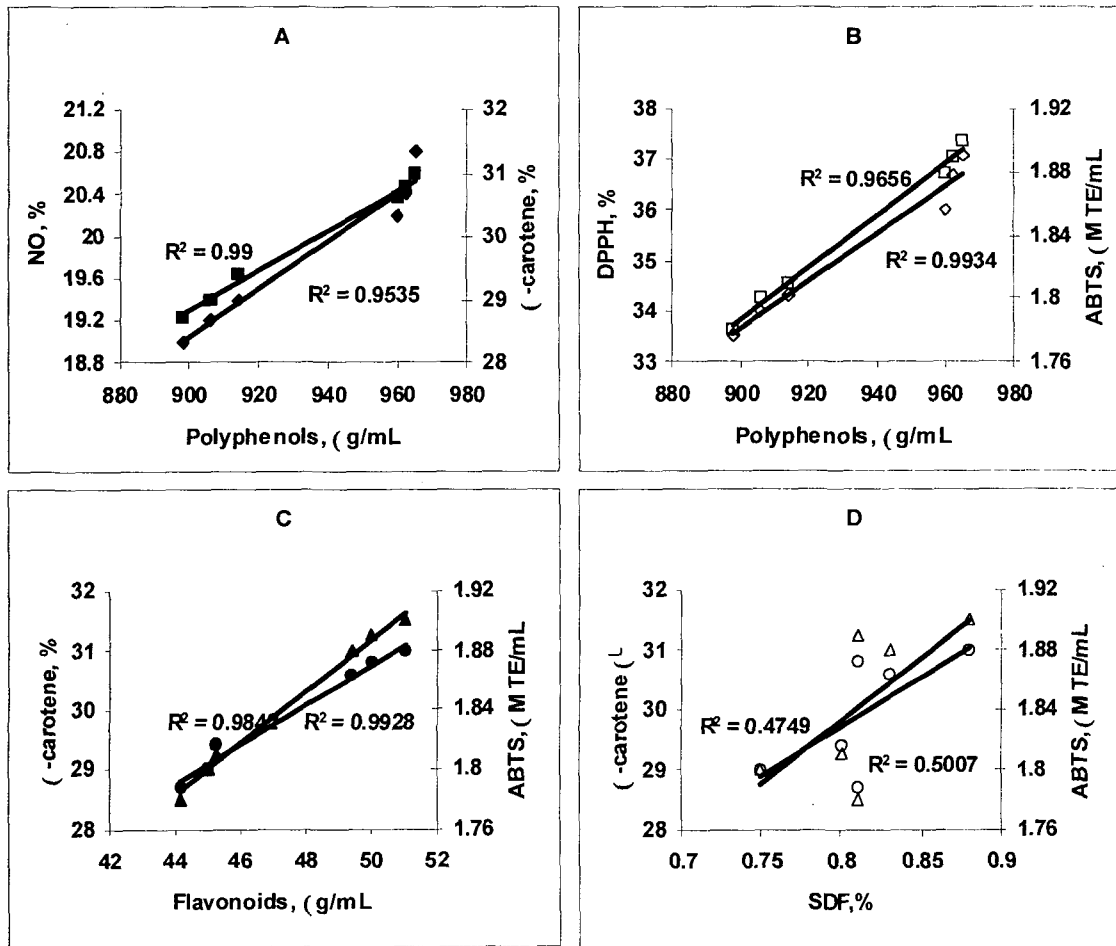 A
21.2
20.8
20.4
20
19.6
19.2
18.8
NO, %
32
31
30
29
28
( -carotene, %
R² = 0.99
R² = 0.9535
880 900 920 940 960 980
Polyphenols, ( g/mL
B
38
37
36
35
34
33
DPPH, %
1.92
1.88
1.84
1.8
1.76
ABTS, ( M TE/mL
R² = 0.9656
R² = 0.9934
880 900 920 940 960 980
Polyphenols, ( g/mL
C
32
31
30
29
28
( -carotene, %
1.92
1.88
1.84
1.8
1.76
ABTS, ( M TE/mL
R² = 0.984
R² = 0.9928
42 44 46 48 50 52
Flavonoids, ( g/mL
D
32
31
30
29
28
( -carotene (
1.92
1.88
1.84
1.8
1.76
ABTS, ( M TE/mL
R² = 0.4749
R² = 0.5007
0.7 0.75 0.8 0.85 0.9
SDF,%